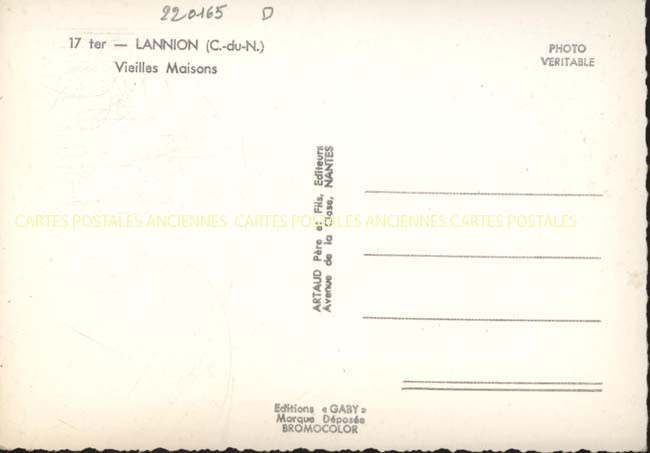 220165 D
17 ter — LANNION (C.-du-N.)
Vieilles Maisons
PHOTO
VERITABLE
ARTAUD Père et Fils, Editeurs
Avenue de la Close, NANTES
CARTES POSTALES ANCIENNES CARTES POSTALES ANCIENNES CARTES POSTALES
Editions « GABY »
Marque Déposée
BROMOCOLOR